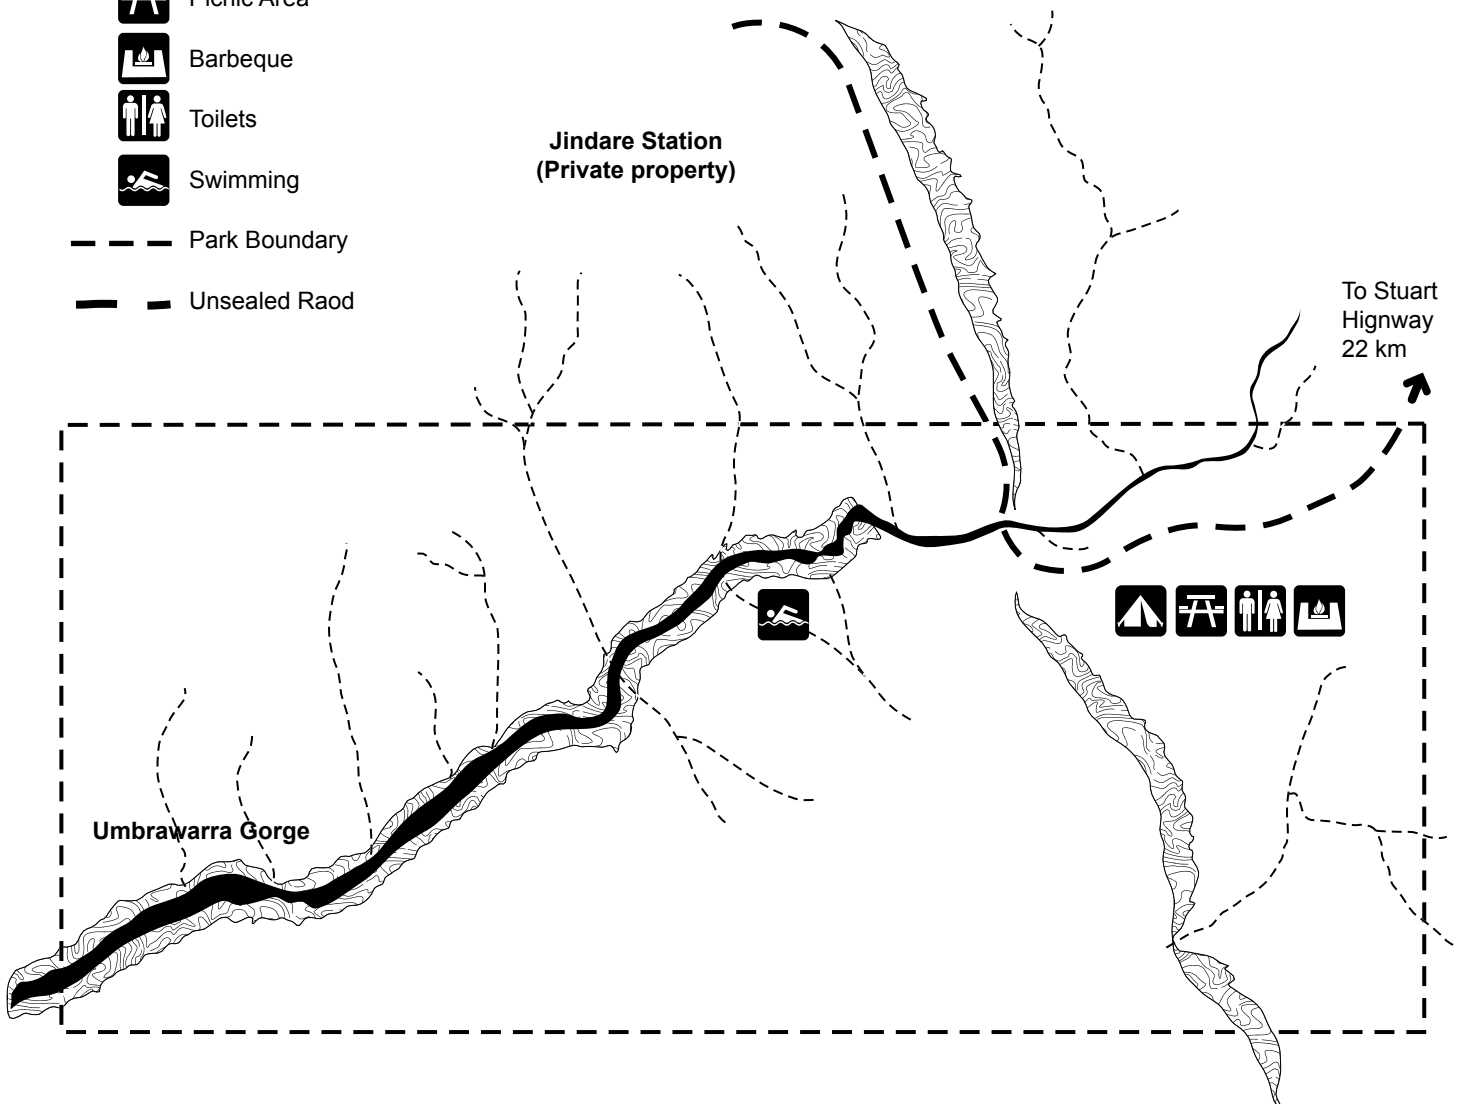 Picnic Area
Barbeque
Toilets
Swimming
Park Boundary
Unsealed Raod
Jindare Station
(Private property)
To Stuart
Hignway
22 km
Umbrawarra Gorge